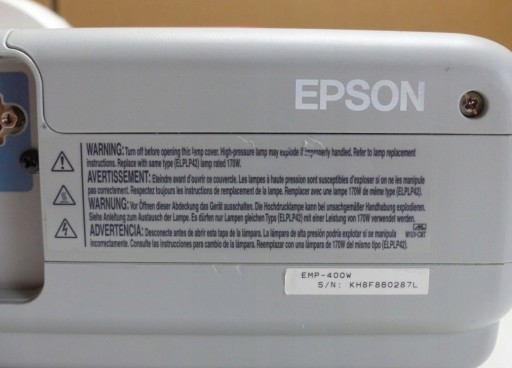 EPSON
WARNING: Turn off before opening this lamp cover. High-pressure lamp may explode if improperly handled. Refer to lamp replacement
instructions. Replace with same type (ELPLP42) lamp rated 170W.
AVERTISSEMENT: Eteindre avant d'ouvrir ce couvercle. Les lampes à haute pression sont susceptibles d'exploser si on ne les manipule
pas correctement. Respectez toujours les instructions de remplacement de la lampe. Remplacer avec une lampe 170W de même type (ELPLP42).
WARNUNG: Vor dem Öffnen dieser Abdeckung das Gerät ausschalten. Die Hochdrucklampe kann bei unsachgemäßer Handhabung explodieren.
Siehe Anleitung zum Austausch der Lampe. Es dürfen nur Lampen gleichen Typs (ELPLP42) mit einer Leistung von 170W verwendet werden.
ADVERTENCIA: Desconecte antes de abrir esta tapa de la lámpara. La lámpara de alta presión podría explotar si se manipula
incorrectamente. Consulte las instrucciones para cambio de la lámpara. Reemplazar con una lámpara de 170W del mismo tipo (ELPLP42).
EMP-400W
S/N: KH8F860287L